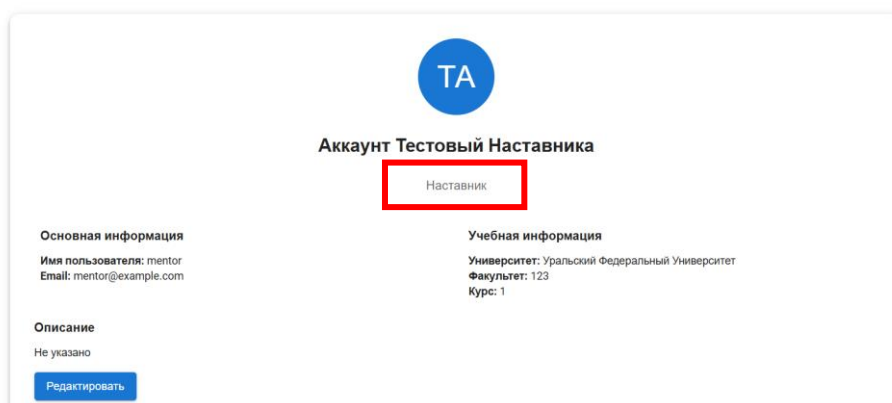 ТА
Аккаунт Тестовый Наставника
Наставник
Основная информация
Имя пользователя: mentor
Email: mentor@example.com
Учебная информация
Университет: Уральский Федеральный Университет
Факультет: 123
Курс: 1
Описание
Не указано
Редактировать